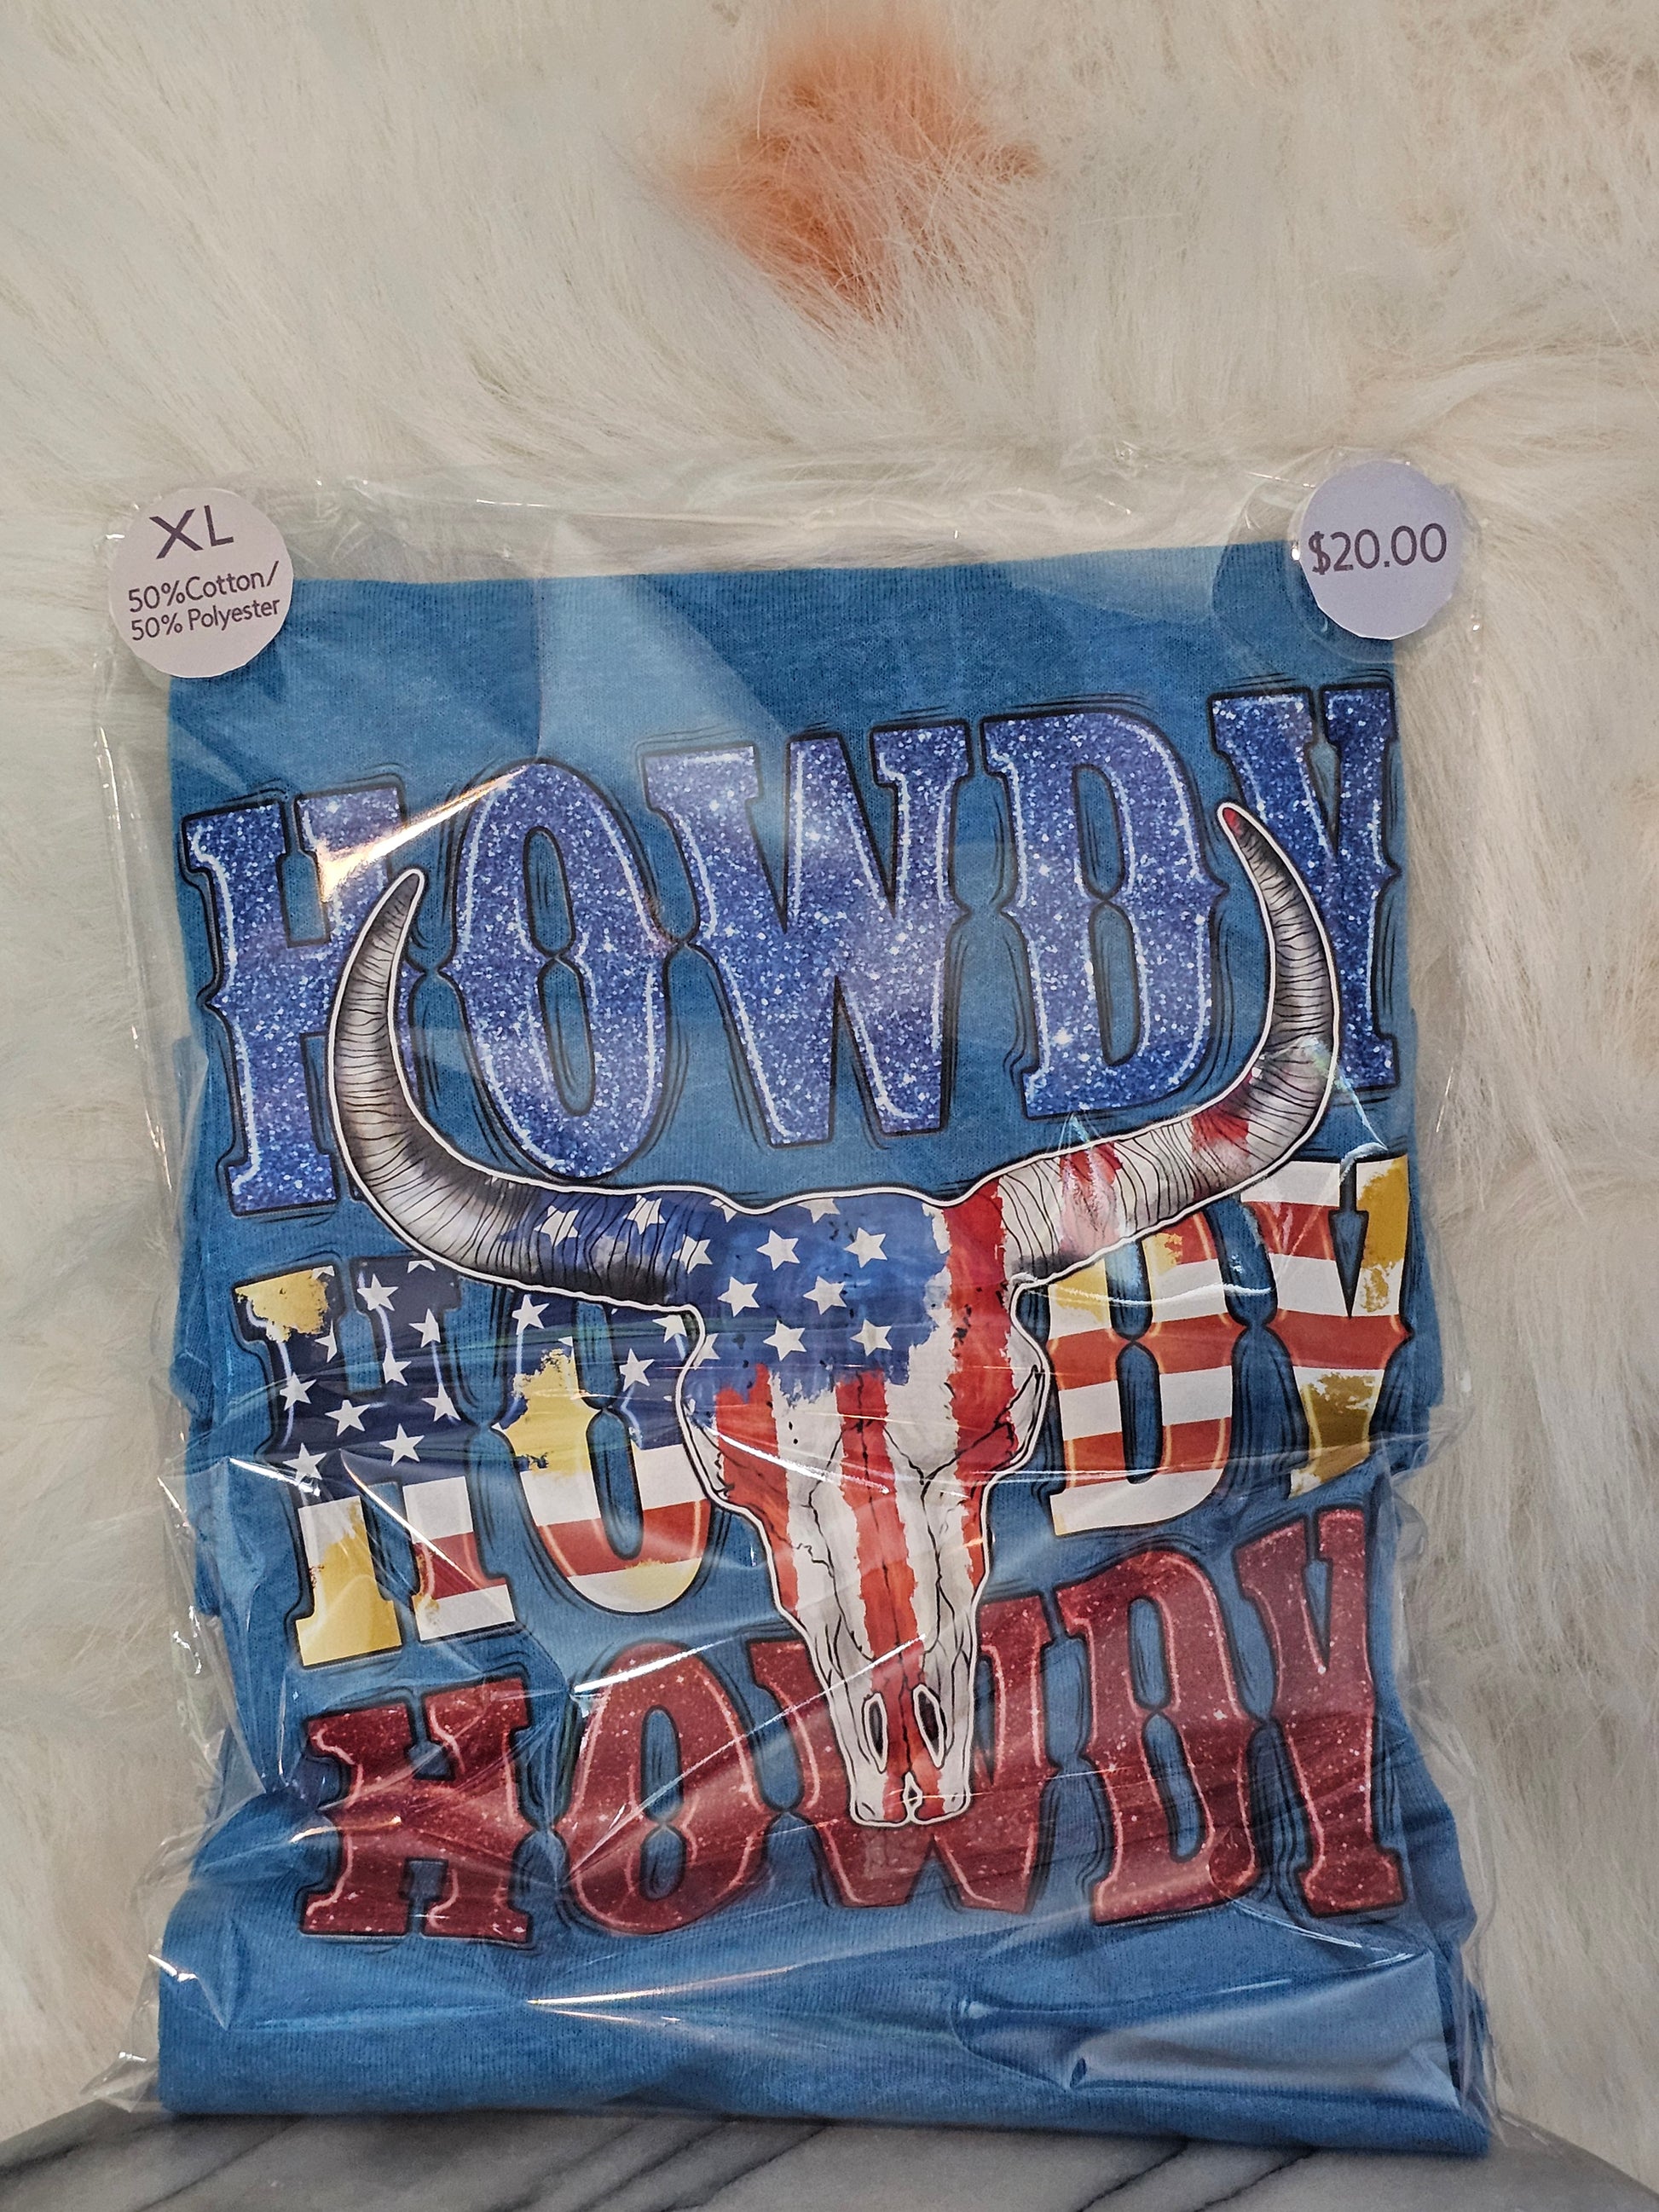 XL
50%Cotton/
50% Polyester
$20.00
HOWDY
HOWDY
HOWDY